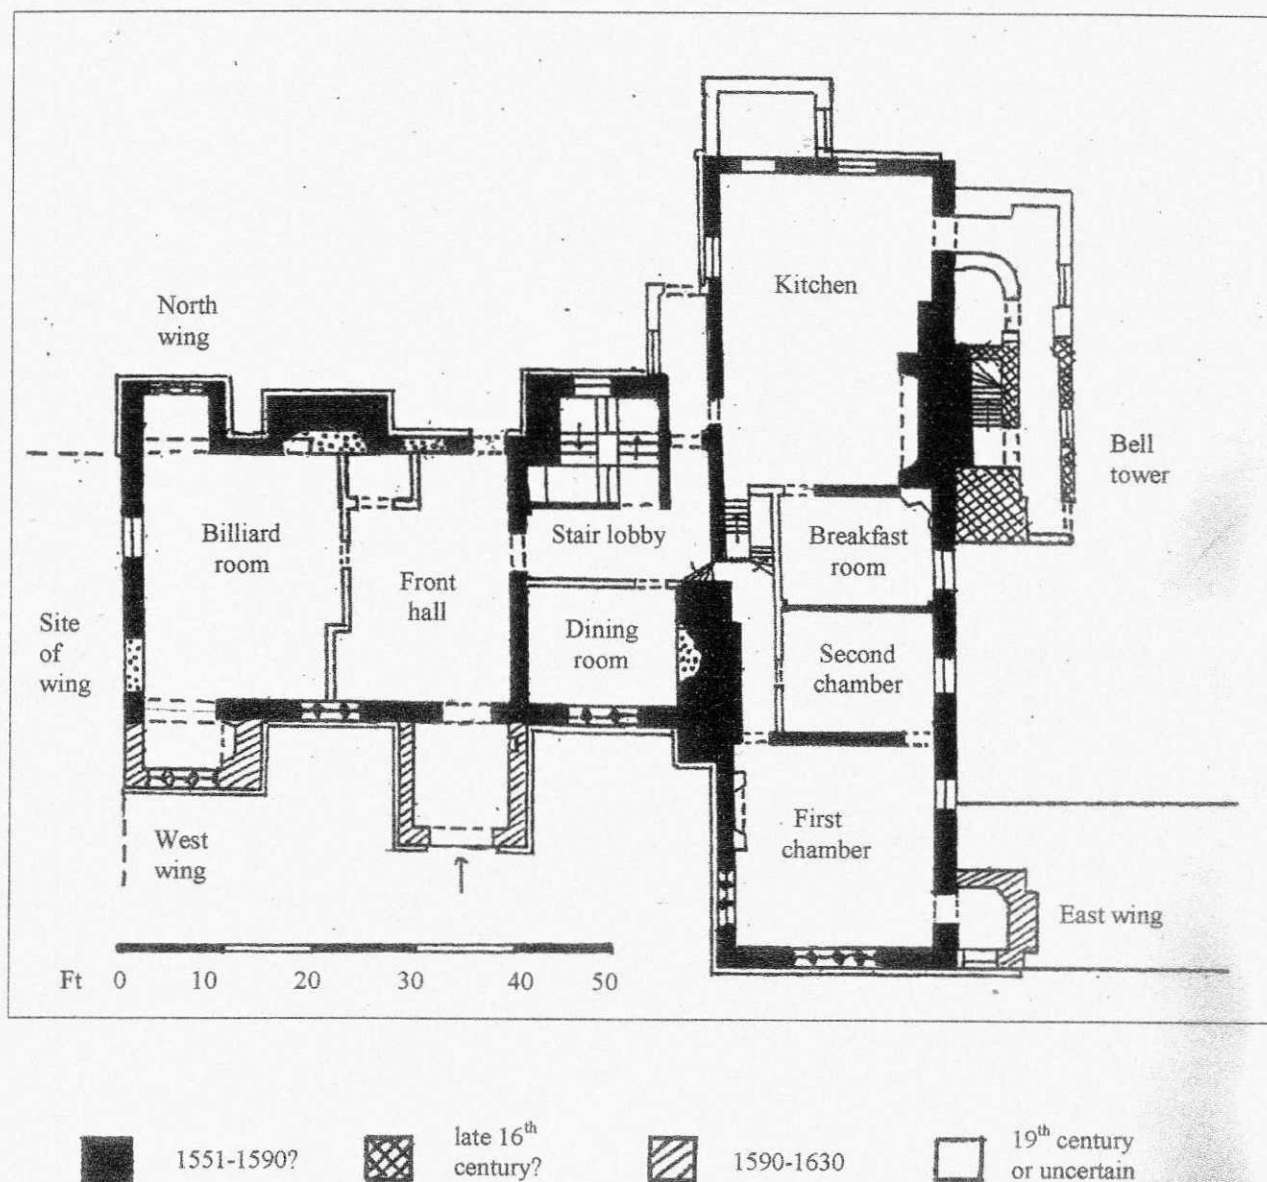 North
wing
Kitchen
Bell
tower
Billiard
room
Stair lobby
Breakfast
room
Front
hall
Site
of
wing
Dining
room
Second
chamber
First
chamber
West
wing
East wing
Ft 0 10 20 30 40 50
1551-1590?
late 16th
century?
1590-1630
19th century
or uncertain